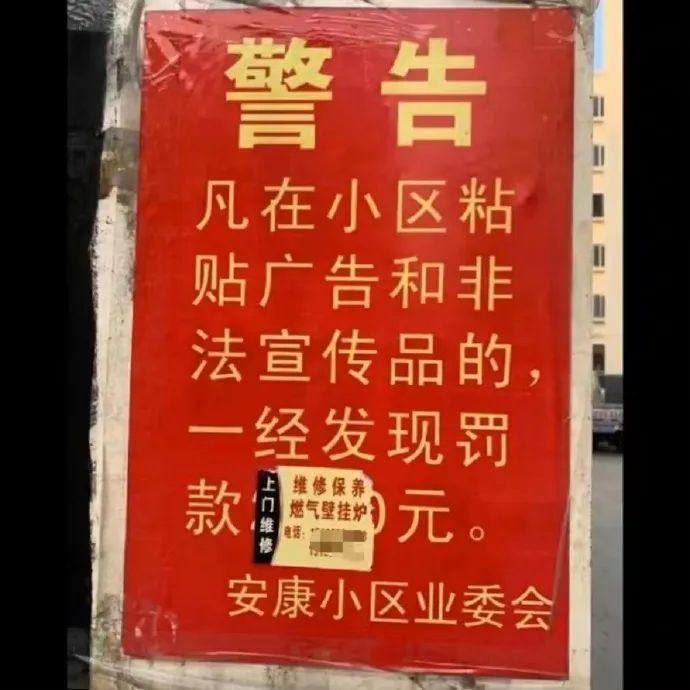 警告
凡在小区粘
贴广告和非
法宣传品的，
一经发现罚
款 元。
上门维修
维修保养
燃气壁挂炉
电话：
安康小区业委会